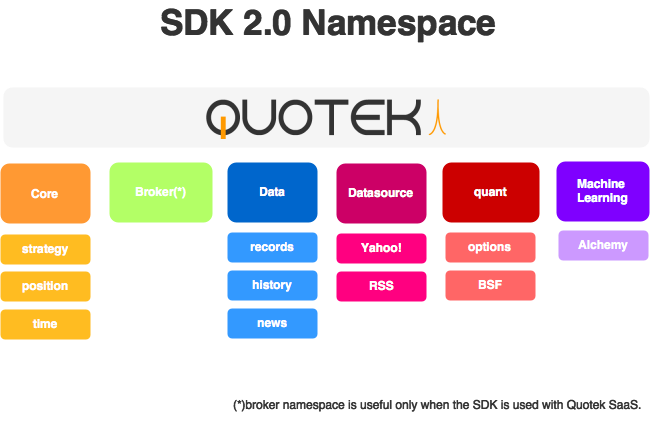 SDK 2.0 Namespace
QUOTEK
Core
Broker(*)
Data
Datasource
quant
Machine
Learning
strategy
records
Yahoo!
options
Alchemy
position
history
RSS
BSF
time
news
(*)broker namespace is useful only when the SDK is used with Quotek SaaS.